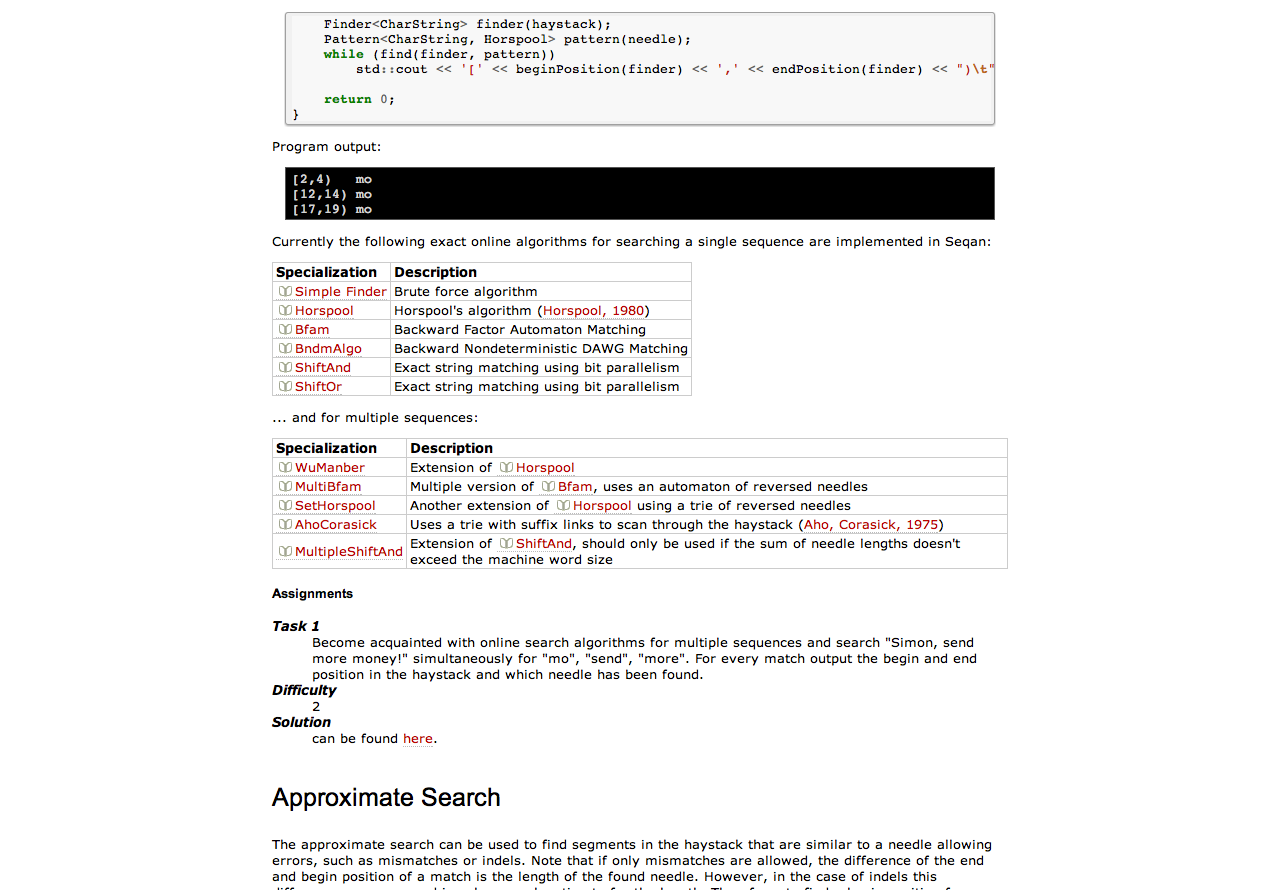 Finder<CharString> finder(haystack);
Pattern<CharString, Horspool> pattern(needle);
while (find(finder, pattern))
std::cout << '[' << beginPosition(finder) << ',' << endPosition(finder) << ")\t"
return 0;
}
Program output:
[2,4)   mo
[12,14) mo
[17,19) mo
Currently the following exact online algorithms for searching a single sequence are implemented in Seqan:
Specialization Description
Simple Finder Brute force algorithm
Horspool Horspool's algorithm (Horspool, 1980)
Bfam Backward Factor Automaton Matching
BndmAlgo Backward Nondeterministic DAWG Matching
ShiftAnd Exact string matching using bit parallelism
ShiftOr Exact string matching using bit parallelism
... and for multiple sequences:
Specialization Description
WuManber Extension of Horspool
MultiBfam Multiple version of Bfam, uses an automaton of reversed needles
SetHorspool Another extension of Horspool using a trie of reversed needles
AhoCorasick Uses a trie with suffix links to scan through the haystack (Aho, Corasick, 1975)
MultipleShiftAnd Extension of ShiftAnd, should only be used if the sum of needle lengths doesn't
exceed the machine word size
Assignments
Task 1
Become acquainted with online search algorithms for multiple sequences and search "Simon, send
more money!" simultaneously for "mo", "send", "more". For every match output the begin and end
position in the haystack and which needle has been found.
Difficulty
2
Solution
can be found here.
Approximate Search
The approximate search can be used to find segments in the haystack that are similar to a needle allowing
errors, such as mismatches or indels. Note that if only mismatches are allowed, the difference of the end
and begin position of a match is the length of the found needle. However, in the case of indels this